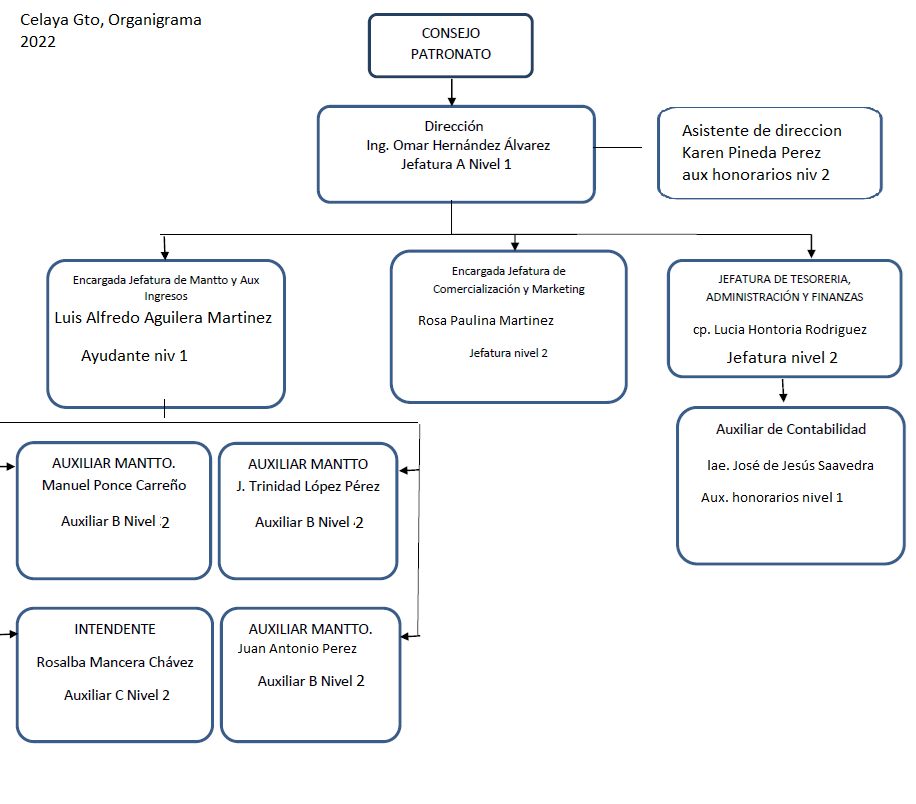 Celaya Gto, Organigrama
2022
CONSEJO
PATRONATO
Dirección
Ing. Omar Hernández Álvarez
Jefatura A Nivel 1
Asistente de direccion
Karen Pineda Perez
aux honorarios niv 2
Encargada Jefatura de Mantto y Aux
Ingresos
Luis Alfredo Aguilera Martinez
Ayudante niv 1
Encargada Jefatura de
Comercialización y Marketing
Rosa Paulina Martinez
Jefatura nivel 2
JEFATURA DE TESORERIA,
ADMINISTRACIÓN Y FINANZAS
cp. Lucia Hontoria Rodriguez
Jefatura nivel 2
Auxiliar de Contabilidad
lae. José de Jesús Saavedra
Aux. honorarios nivel 1
AUXILIAR MANTTO.
Manuel Ponce Carreño
Auxiliar B Nivel 2
AUXILIAR MANTTO
J. Trinidad López Pérez
Auxiliar B Nivel 2
INTENDENTE
Rosalba Mancera Chávez
Auxiliar C Nivel 2
AUXILIAR MANTTO.
Juan Antonio Perez
Auxiliar B Nivel 2